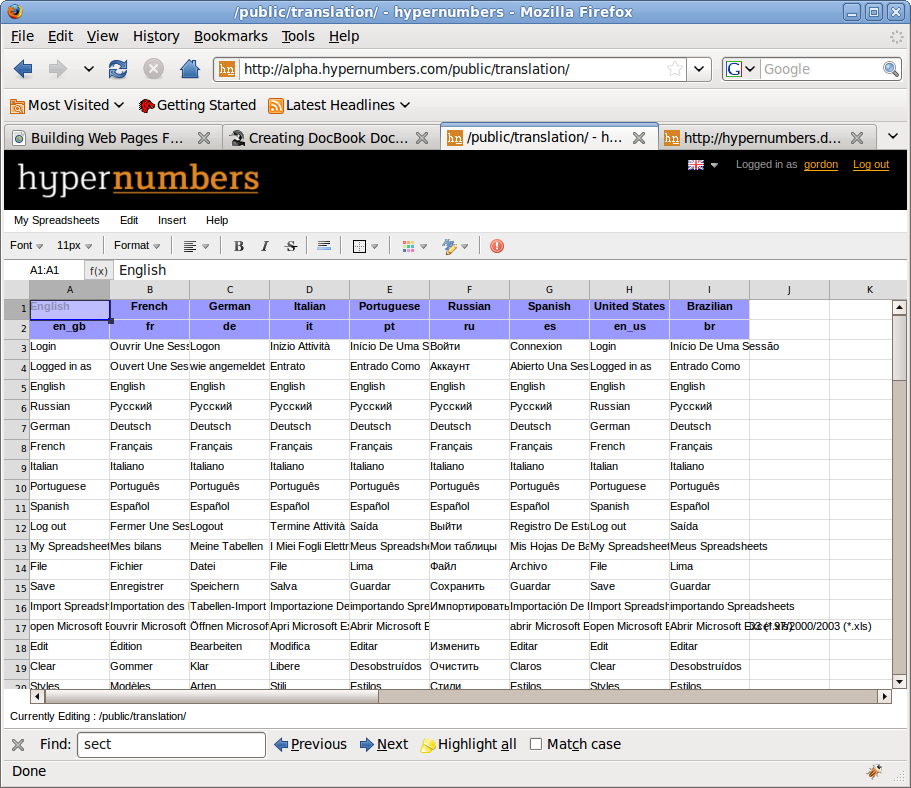 /public/translation/ - hypernumbers - Mozilla Firefox
File Edit View History Bookmarks Tools Help
http://alpha.hypernumbers.com/public/translation/ Google
Most Visited Getting Started Latest Headlines
Building Web Pages F... Creating DocBook Doc... /public/translation/ - h... http://hypernumbers.d...
hypernumbers Logged in as gordon Log out
My Spreadsheets Edit Insert Help
Font 11px Format B I S
A1:A1 f(x) English
A B C D E F G H I J K
1 English French German Italian Portuguese Russian Spanish United States Brazilian
2 en_gb fr de it pt ru es en_us br
3 Login Ouvrir Une Sess Logon Inizio Attività Início De Uma S Войти Connexion Login Início De Uma Sessão
4 Logged in as Ouvert Une Ses wie angemeldet Entrato Entrado Como Аккаунт Abierto Una Ses Logged in as Entrado Como
5 English English English English English English English English English
6 Russian Русский Русский Русский Русский Русский Русский Russian Русский
7 German Deutsch Deutsch Deutsch Deutsch Deutsch Deutsch German Deutsch
8 French Français Français Français Français Français Français French Français
9 Italian Italiano Italiano Italiano Italiano Italiano Italiano Italian Italiano
10 Portuguese Português Português Português Português Português Português Portuguese Português
11 Spanish Español Español Español Español Español Español Spanish Español
12 Log out Fermer Une Ses Logout Termine Attività Saída Выйти Registro De Esta Log out Saída
13 My Spreadsheet Mes bilans Meine Tabellen I Miei Fogli Elettr Meus Spreadshe Мои таблицы Mis Hojas De Ba My Spreadsheet Meus Spreadsheets
14 File Fichier Datei File Lima Файл Archivo File Lima
15 Save Enregistrer Speichern Salva Guardar Сохранить Guardar Save Guardar
16 Import Spreadsh Importation des Tabellen-Import Importazione De importando Spre Импортировать Importación De Import Spreadsh importando Spreadsheets
17 open Microsoft E ouvrir Microsoft Öffnen Microsof Apri Microsoft Ex Abrir Microsoft E abrir Microsoft E open Microsoft E Abrir Microsoft 97/2000/2003 (*.xls)
18 Edit Édition Bearbeiten Modifica Editar Изменить Editar Edit Editar
19 Clear Gommer Klar Libere Desobstruídos Очистить Claros Clear Desobstruídos
20 Styles Modèles Arten Stili Estilos Стили Estilos Styles Estilos
Currently Editing : /public/translation/
Find: sect Previous Next Highlight all Match case
Done